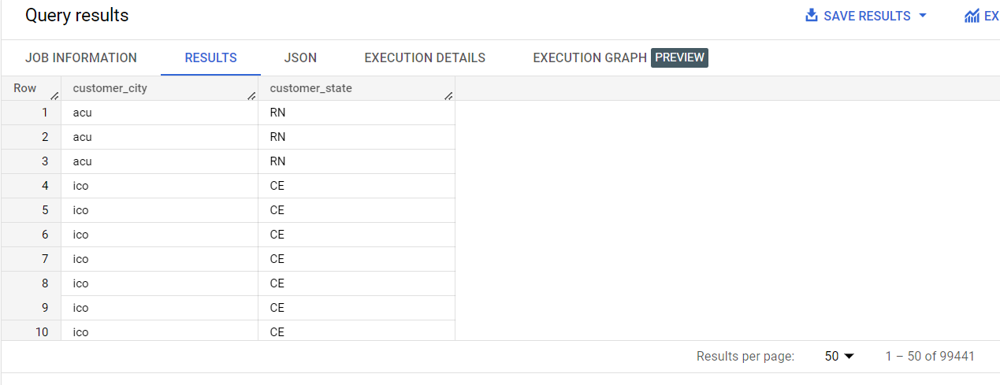 Query results
SAVE RESULTS
EX
JOB INFORMATION RESULTS JSON EXECUTION DETAILS EXECUTION GRAPH PREVIEW
Row customer_city customer_state
1 acu RN
2 acu RN
3 acu RN
4 ico CE
5 ico CE
6 ico CE
7 ico CE
8 ico CE
9 ico CE
10 ico CE
Results per page: 50 1 – 50 of 99441